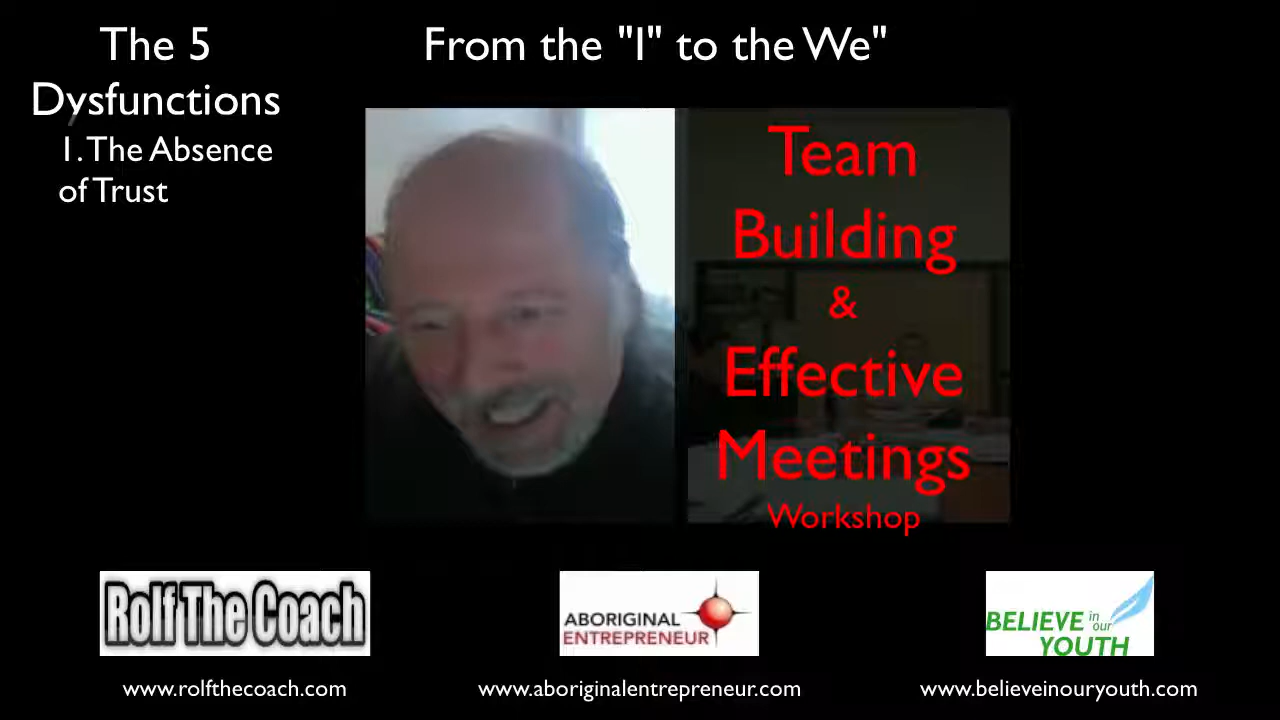 The 5
Dysfunctions
1. The Absence
of Trust
From the "I" to the We"
Team
Building
&
Effective
Meetings
Workshop
Rolf The Coach
ABORIGINAL
ENTREPRENEUR
BELIEVE in our
YOUTH
www.rolfthecoach.com
www.aboriginalentrepreneur.com
www.believeinouryouth.com